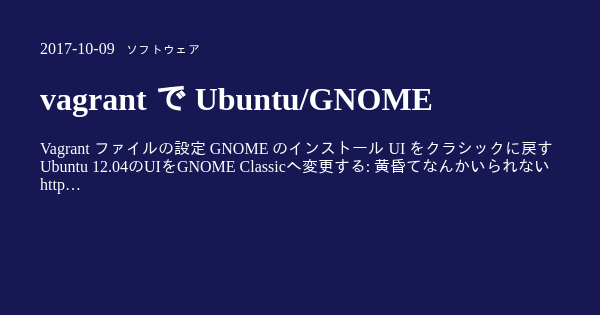 2017-10-09 ソフトウェア
vagrant で Ubuntu/GNOME
Vagrant ファイルの設定 GNOME のインストール UI をクラシックに戻す
Ubuntu 12.04のUIをGNOME Classicへ変更する: 黄昏てなんかいられない
http…